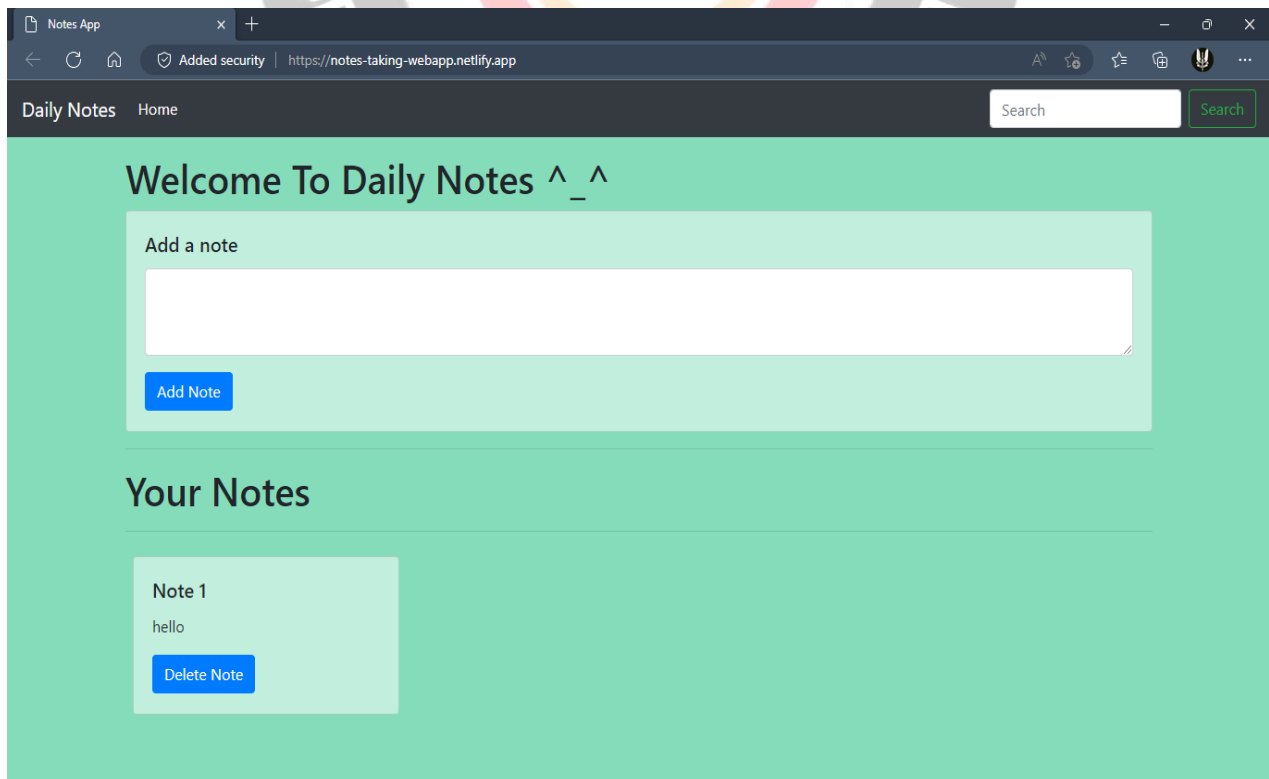 Notes App
Added security https://notes-taking-webapp.netlify.app
Daily Notes Home Search Search
Welcome To Daily Notes ^_^
Add a note
Add Note
Your Notes
Note 1
hello
Delete Note